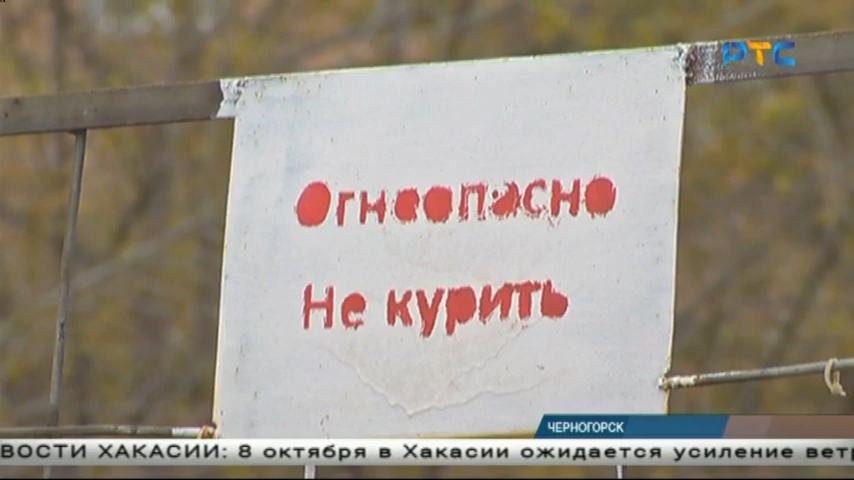 РТС
Огнеопасно
Не курить
ЧЕРНОГОРСК
ВОСТИ ХАКАСИИ: 8 октября в Хакасии ожидается усиление ветр